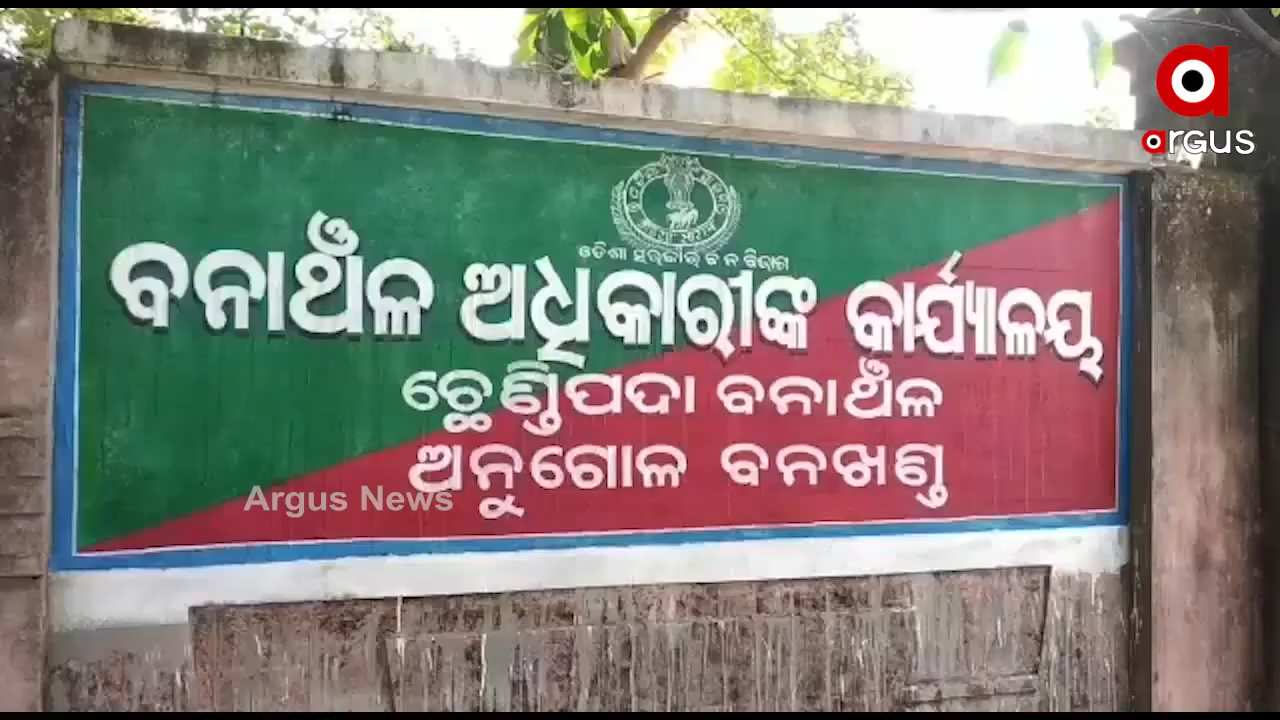 argus
ଓଡିଶା ସରକାର ବନ ବିଭାଗ
ବନାଞ୍ଚଳ ଅଧିକାରୀଙ୍କ କାର୍ଯ୍ୟାଳୟ
ଛେଣ୍ଡିପଦା ବନାଞ୍ଚଳ
ଅନୁଗୋଳ ବନଖଣ୍ଡ
Argus News